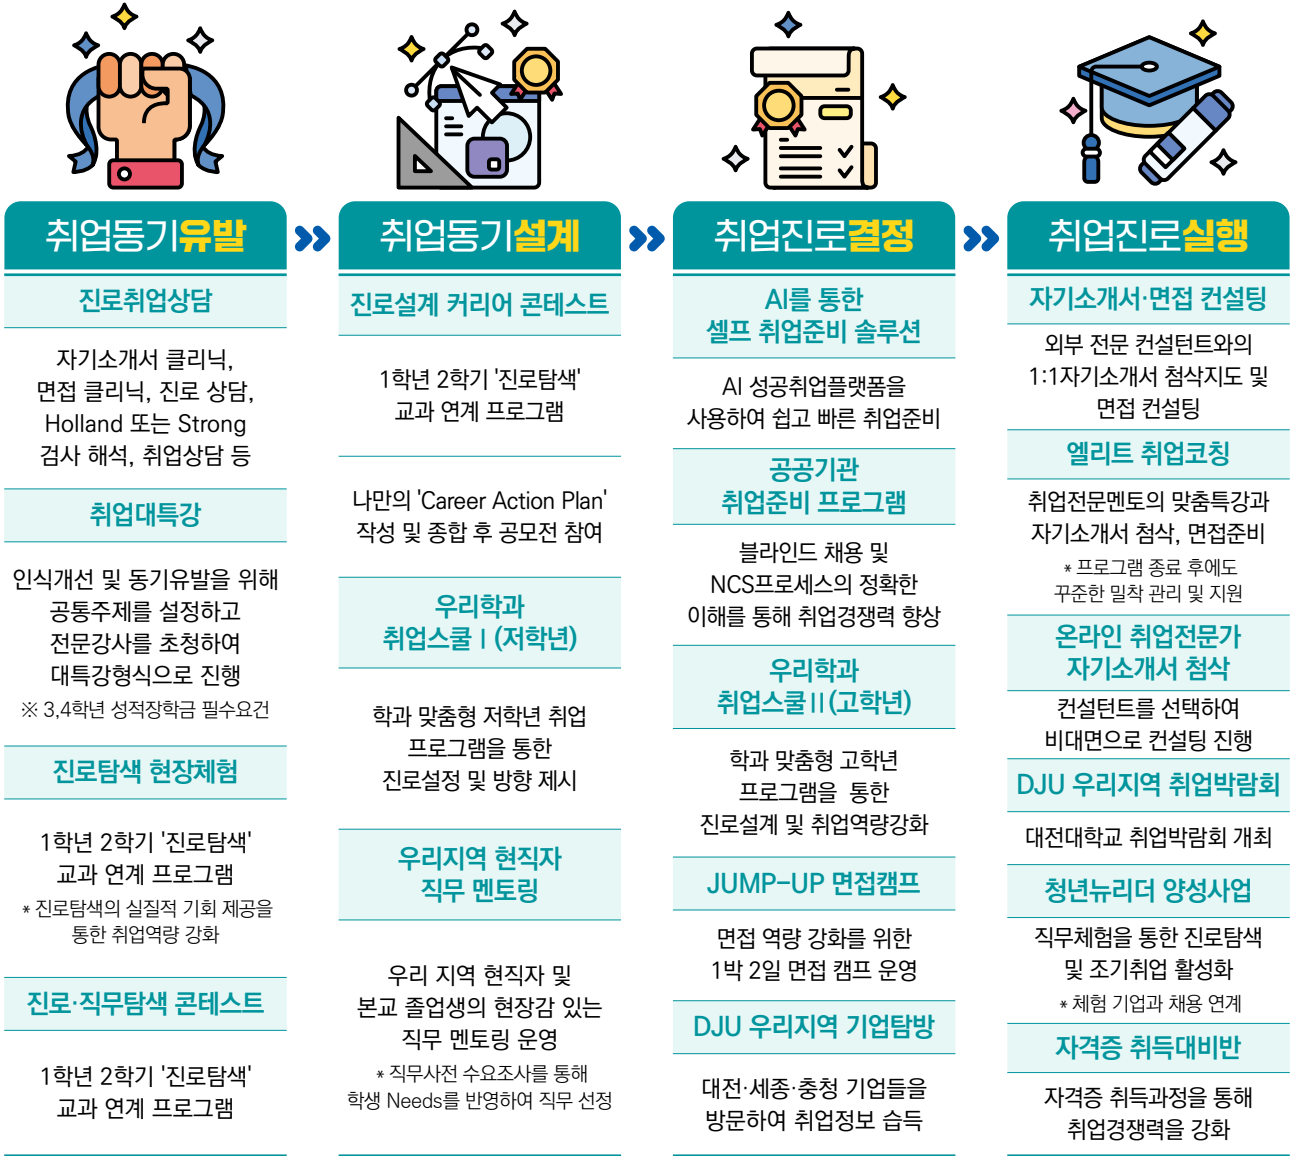 취업동기유발
진로취업상담
자기소개서 클리닉,
면접 클리닉, 진로 상담,
Holland 또는 Strong
검사 해석, 취업상담 등
취업대특강
인식개선 및 동기유발을 위해
공통주제를 설정하고
전문강사를 초청하여
대특강형식으로 진행
※ 3,4학년 성적장학금 필수요건
진로탐색 현장체험
1학년 2학기 '진로탐색'
교과 연계 프로그램
* 진로탐색의 실질적 기회 제공을
통한 취업역량 강화
진로·직무탐색 콘테스트
1학년 2학기 '진로탐색'
교과 연계 프로그램
취업동기설계
진로설계 커리어 콘테스트
1학년 2학기 '진로탐색'
교과 연계 프로그램
나만의 'Career Action Plan'
작성 및 종합 후 공모전 참여
우리학과
취업스쿨Ⅰ(저학년)
학과 맞춤형 저학년 취업
프로그램을 통한
진로설정 및 방향 제시
우리지역 현직자
직무 멘토링
우리 지역 현직자 및
본교 졸업생의 현장감 있는
직무 멘토링 운영
* 직무사전 수요조사를 통해
학생 Needs를 반영하여 직무 선정
취업진로결정
AI를 통한
셀프 취업준비 솔루션
AI 성공취업플랫폼을
사용하여 쉽고 빠른 취업준비
공공기관
취업준비 프로그램
블라인드 채용 및
NCS프로세스의 정확한
이해를 통해 취업경쟁력 향상
우리학과
취업스쿨Ⅱ(고학년)
학과 맞춤형 고학년
프로그램을 통한
진로설계 및 취업역량강화
JUMP-UP 면접캠프
면접 역량 강화를 위한
1박 2일 면접 캠프 운영
DJU 우리지역 기업탐방
대전·세종·충청 기업들을
방문하여 취업정보 습득
취업진로실행
자기소개서·면접 컨설팅
외부 전문 컨설턴트와의
1:1자기소개서 첨삭지도 및
면접 컨설팅
엘리트 취업코칭
취업전문멘토의 맞춤특강과
자기소개서 첨삭, 면접준비
* 프로그램 종료 후에도
꾸준한 밀착 관리 및 지원
온라인 취업전문가
자기소개서 첨삭
컨설턴트를 선택하여
비대면으로 컨설팅 진행
DJU 우리지역 취업박람회
대전대학교 취업박람회 개최
청년뉴리더 양성사업
직무체험을 통한 진로탐색
및 조기취업 활성화
* 체험 기업과 채용 연계
자격증 취득대비반
자격증 취득과정을 통해
취업경쟁력을 강화